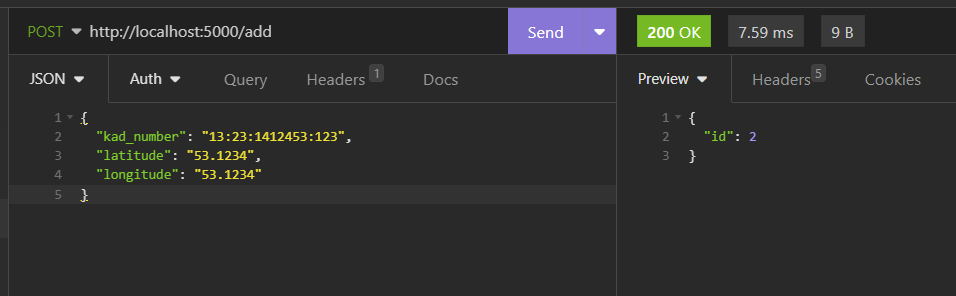 POST http://localhost:5000/add Send 200 OK 7.59 ms 9 B
JSON Auth Query Headers 1 Docs Preview Headers 5 Cookies
1 {
2 "kad_number": "13:23:1412453:123",
3 "latitude": "53.1234",
4 "longitude": "53.1234"
5 }
1 {
2 "id": 2
3 }